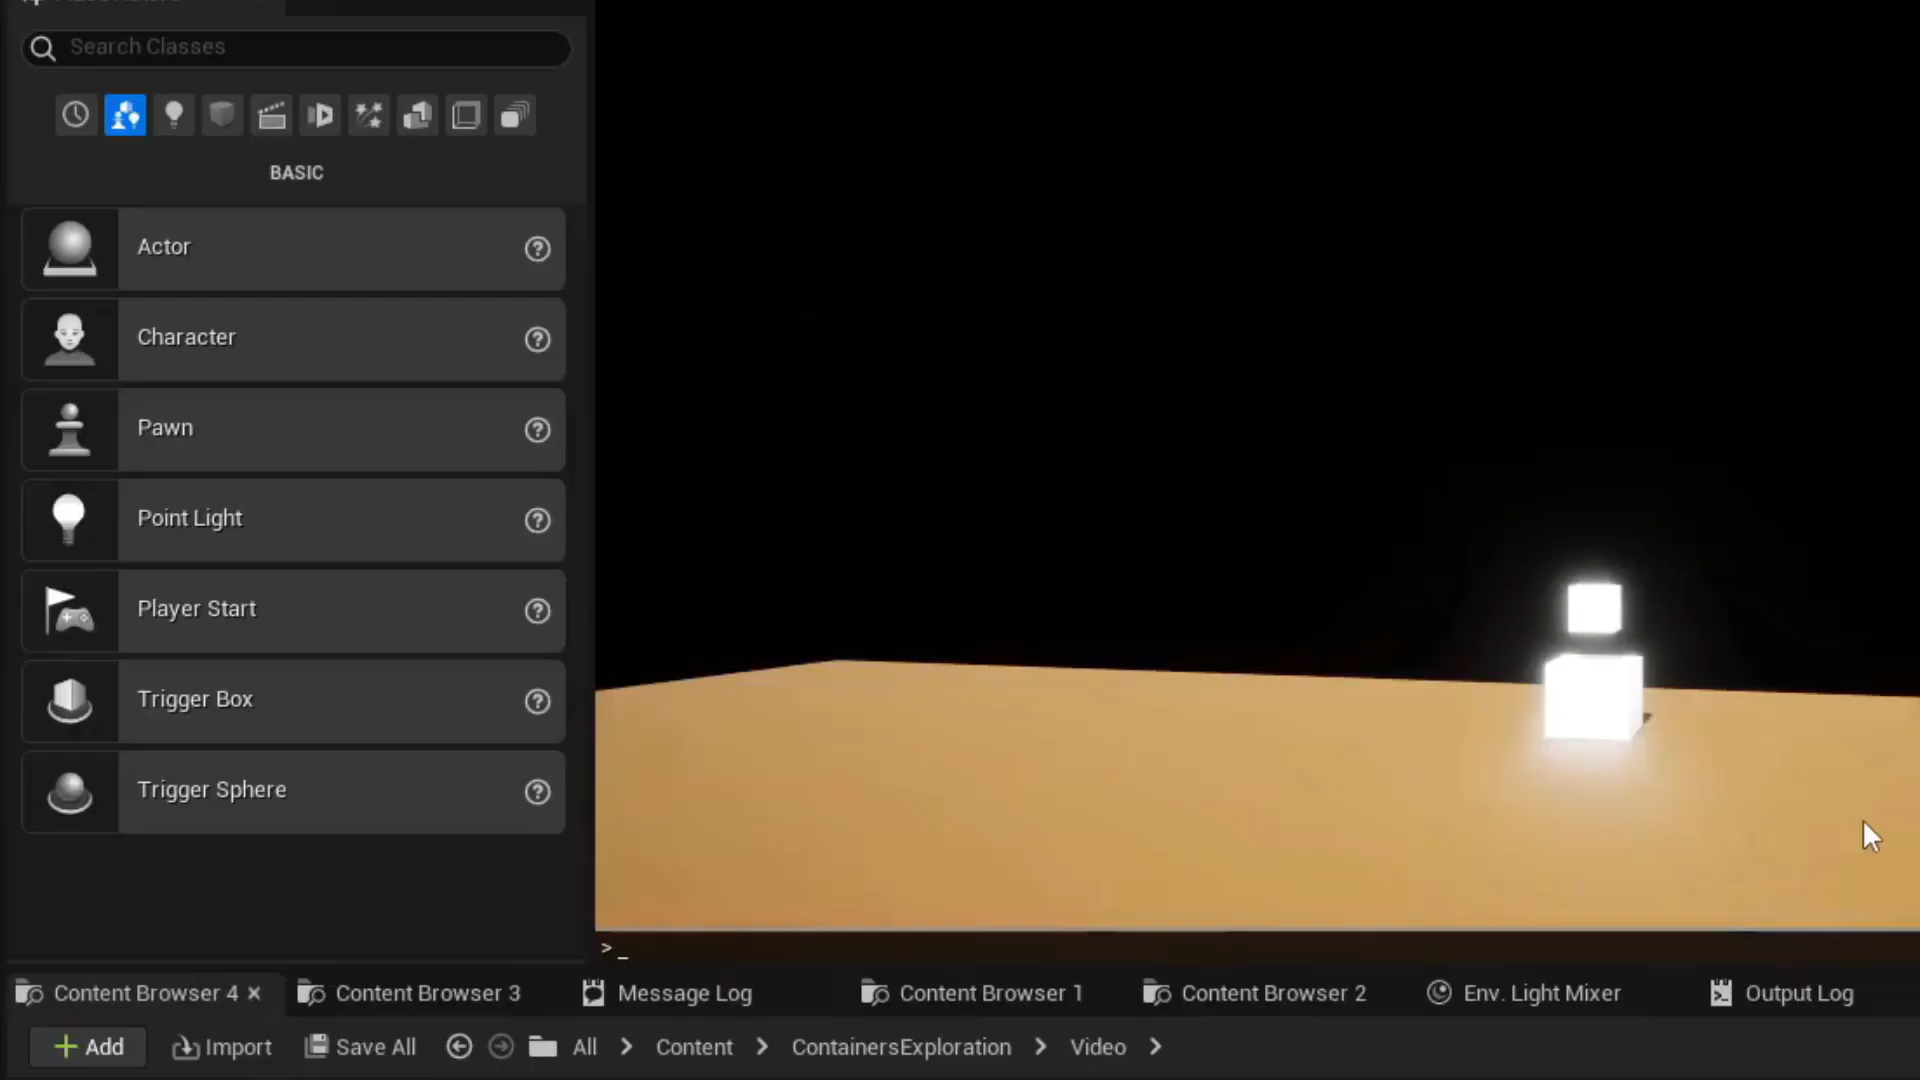 Search Classes
BASIC
Actor
Character
Pawn
Point Light
Player Start
Trigger Box
Trigger Sphere
>_
Content Browser 4 Content Browser 3 Message Log Content Browser 1 Content Browser 2 Env. Light Mixer Output Log
Add Import Save All All > Content > ContainersExploration > Video >